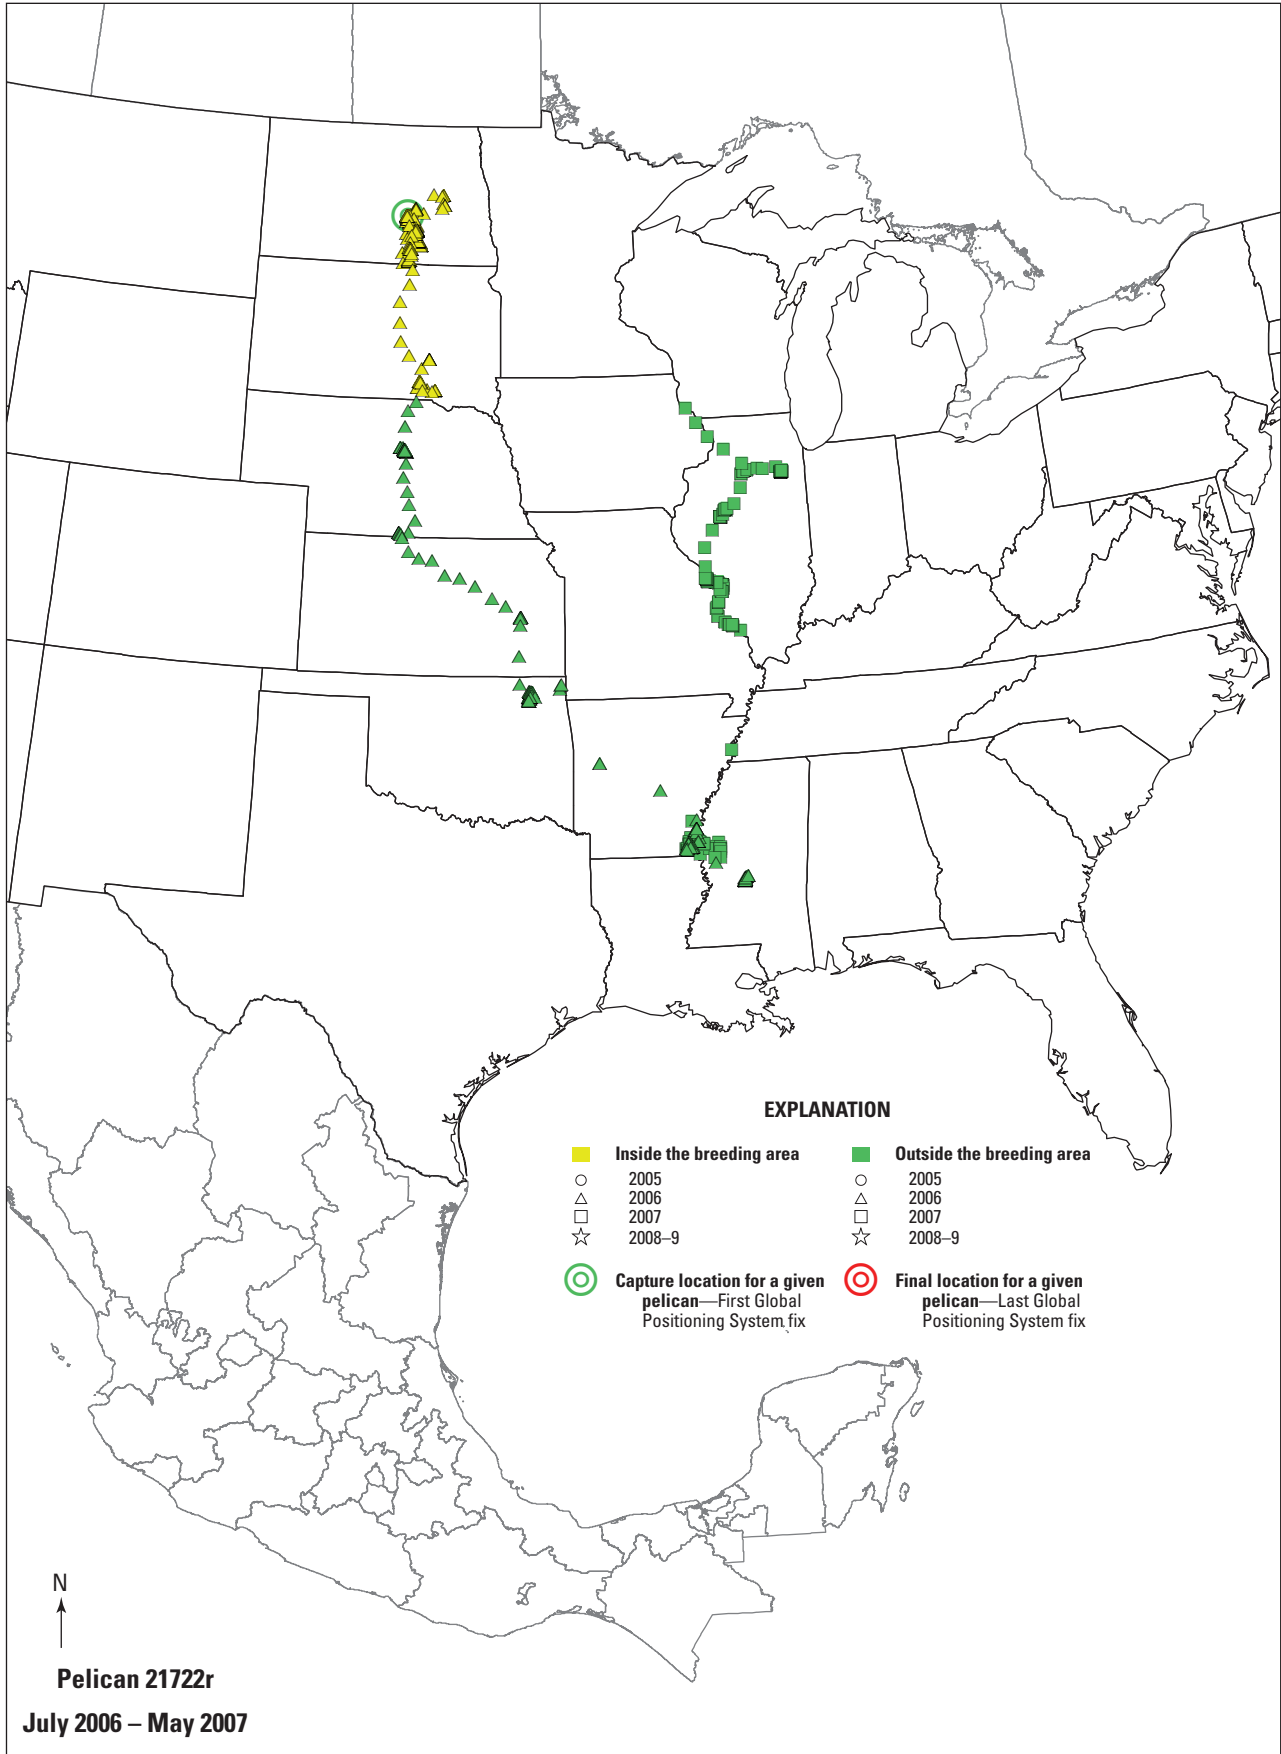 EXPLANATION
Inside the breeding area
2005
2006
2007
2008–9
Capture location for a given
pelican—First Global
Positioning System fix
Outside the breeding area
2005
2006
2007
2008–9
Final location for a given
pelican—Last Global
Positioning System fix
N
Pelican 21722r
July 2006 – May 2007